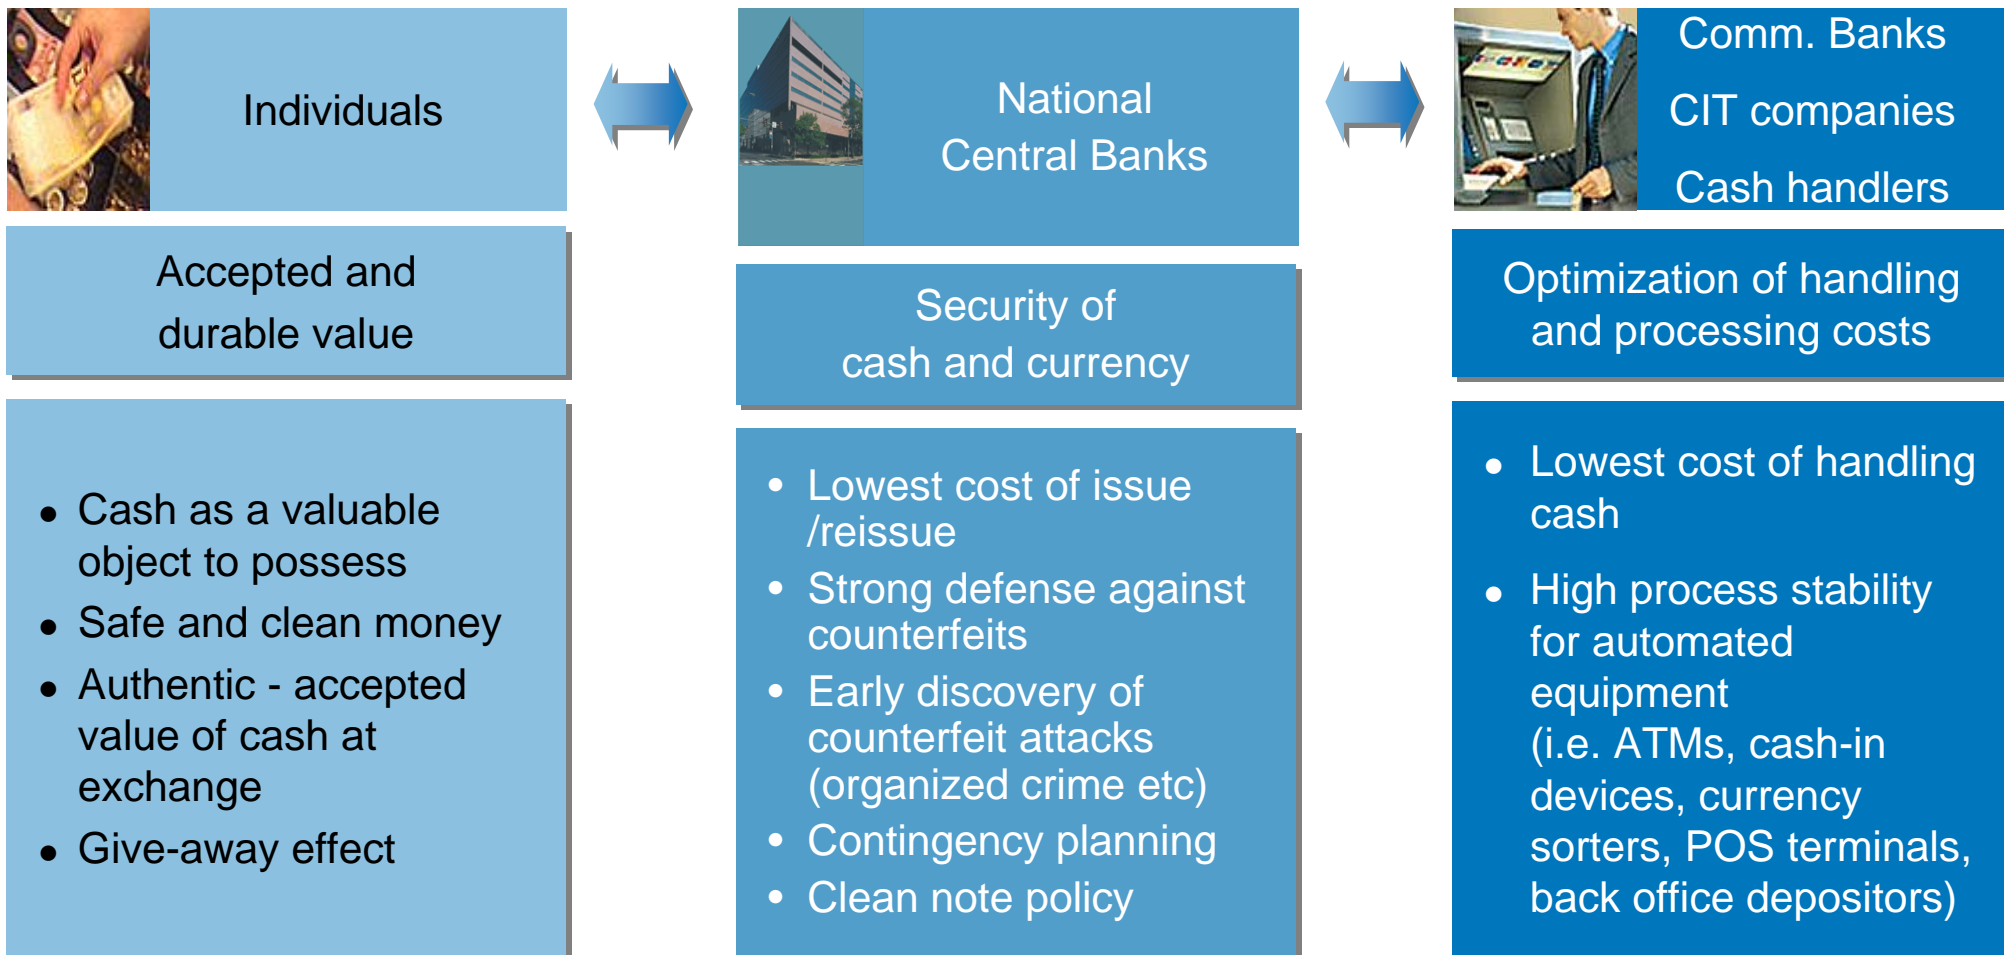 Individuals
Accepted and
durable value
• Cash as a valuable
object to possess
• Safe and clean money
• Authentic - accepted
value of cash at
exchange
• Give-away effect
National
Central Banks
Security of
cash and currency
• Lowest cost of issue
/reissue
• Strong defense against
counterfeits
• Early discovery of
counterfeit attacks
(organized crime etc)
• Contingency planning
• Clean note policy
Comm. Banks
CIT companies
Cash handlers
Optimization of handling
and processing costs
• Lowest cost of handling
cash
• High process stability
for automated
equipment
(i.e. ATMs, cash-in
devices, currency
sorters, POS terminals,
back office depositors)